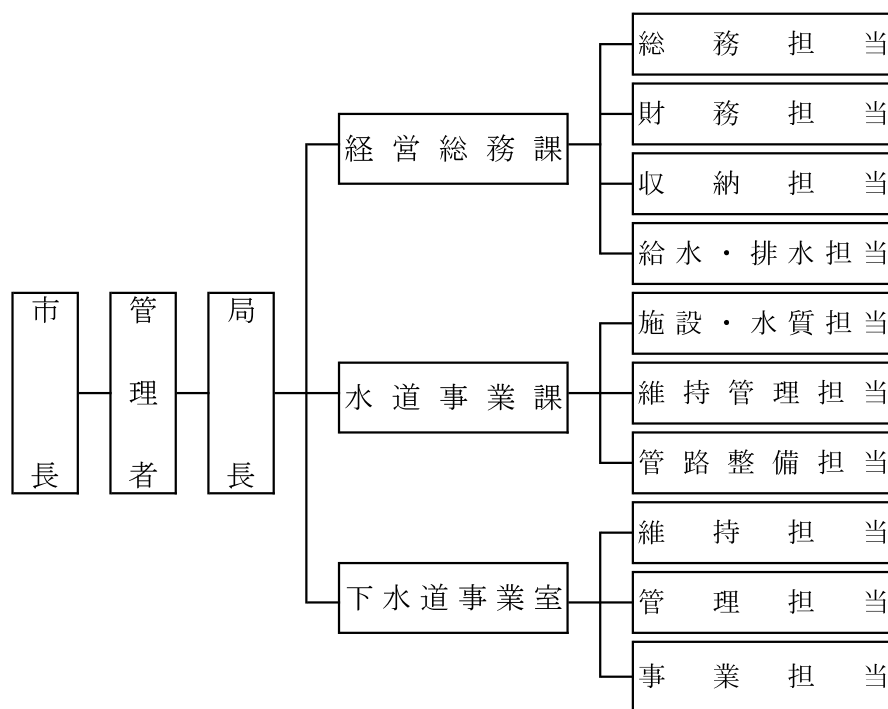 市長
管理者
局長
経営総務課
水道事業課
下水道事業室
総務担当
財務担当
収納担当
給水・排水担当
施設・水質担当
維持管理担当
管路整備担当
維持担当
管理担当
事業担当